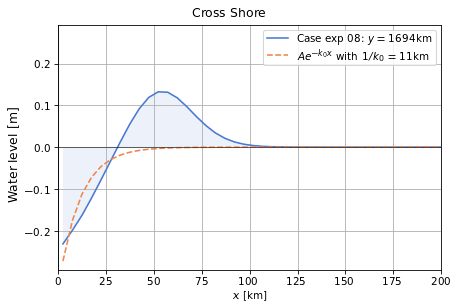 Cross Shore
Case exp 08: y = 1694km
Ae^{-k_0x} with 1/k_0 = 11km
Water level [m]
0.2
0.1
0.0
−0.1
−0.2
0 25 50 75 100 125 150 175 200
x [km]